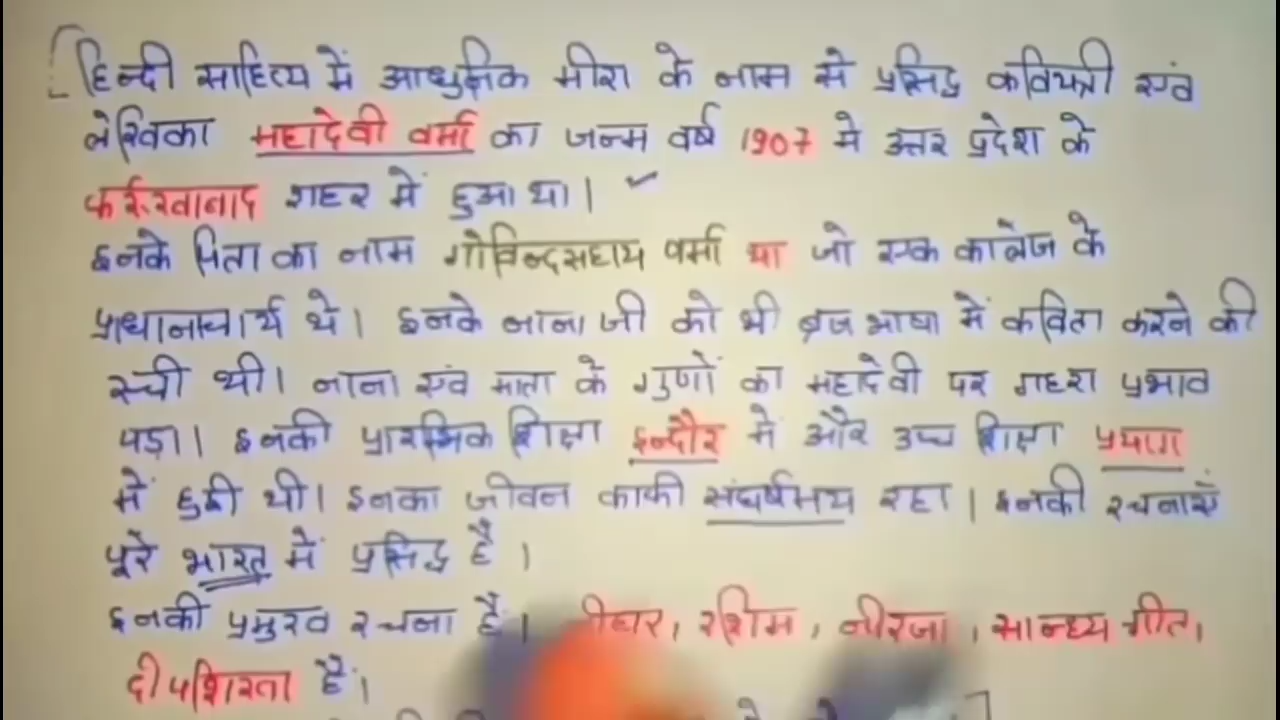 हिन्दी साहित्य में आधुनिक मीरा के नाम से प्रसिद्ध कवियत्री एवं
लेखिका महादेवी वर्मा का जन्म वर्ष 1907 मे उत्तर प्रदेश के
फर्रुखाबाद शहर में हुआ था।
इनके पिता का नाम गोविन्दसहाय वर्मा था जो एक कालेज के
प्राधानाचार्य थे। इनके नाना जी को भी ब्रज भाषा में कविता करने की
रूची थी। नाना एवं माता के गुणों का महादेवी पर गहरा प्रभाव
पड़ा। इनकी प्रारम्भिक शिक्षा इन्दौर मे और उच्च शिक्षा प्रयाग
में हुई थी। इनका जीवन काफी संघर्षमय रहा। इनकी रचनाएं
पूरे भारत में प्रसिद्ध है।
इनकी प्रमुख रचना है। रश्मि, नीरजा, सान्ध्य गीत,
दीपशिखा हैं।